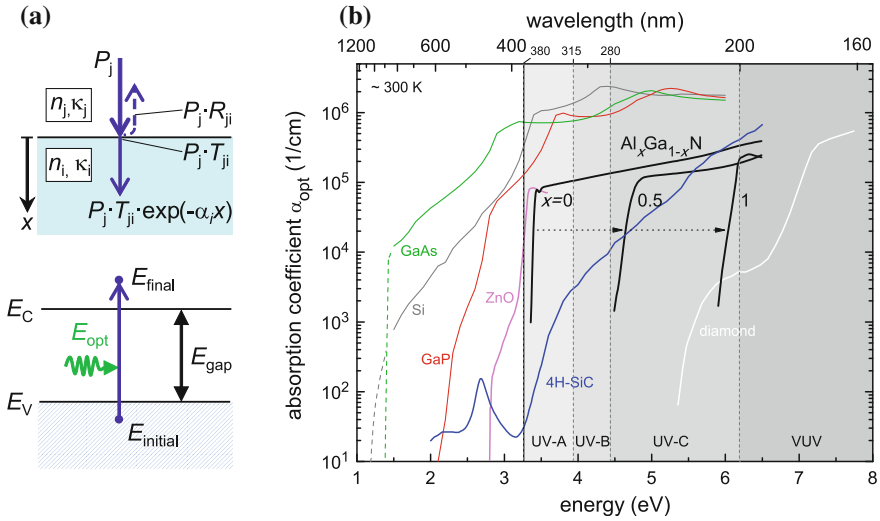 (a)
P_j
n_j, κ_j
P_j·R_ji
P_j·T_ji
n_i, κ_i
x
P_j·T_ji·exp(-α_i x)
E_final
E_C
E_opt
E_gap
E_V
E_initial
(b)
wavelength (nm)
1200 600 400 380 315 280 200 160
~ 300 K
absorption coefficient α_opt (1/cm)
10^6
10^5
10^4
10^3
10^2
10^1
Al_xGa_1-xN
x=0 0.5 1
GaAs
Si
ZnO
GaP
4H-SiC
diamond
UV-A UV-B UV-C VUV
1 2 3 4 5 6 7 8
energy (eV)